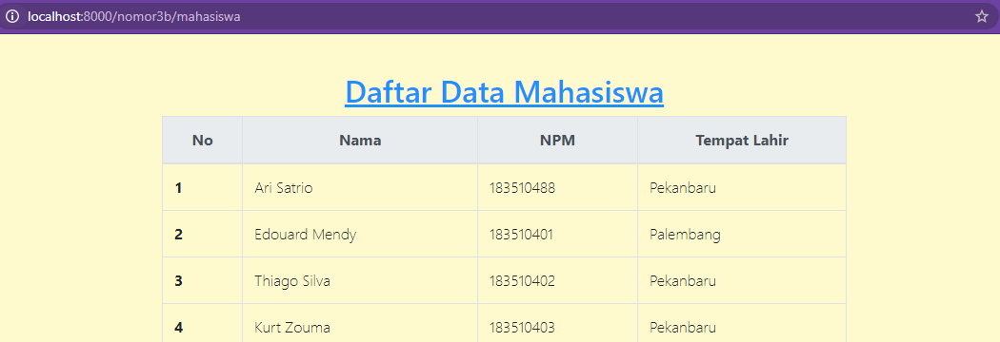 localhost:8000/nomor3b/mahasiswa
Daftar Data Mahasiswa
No Nama NPM Tempat Lahir
1 Ari Satrio 183510488 Pekanbaru
2 Edouard Mendy 183510401 Palembang
3 Thiago Silva 183510402 Pekanbaru
4 Kurt Zouma 183510403 Pekanbaru